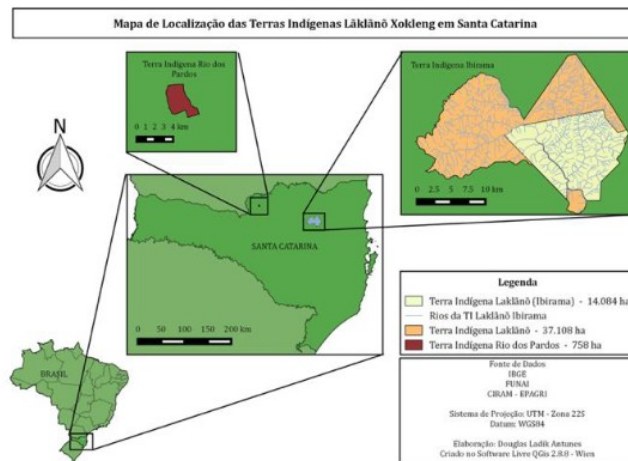 Mapa de Localização das Terras Indígenas Lãklãnõ Xokleng em Santa Catarina
Terra Indígena Rio dos
Pardos
0 1 2 3 4 km
Terra Indígena Ibirama
0 2.5 5 7.5 10 km
N
SANTA CATARINA
0 50 100 150 200 km
BRASIL
Legenda
Terra Indígena Laklãnõ (Ibirama) - 14.084 ha
Rios da TI Laklãnõ Ibirama
Terra Indígena Laklãnõ - 37.108 ha
Terra Indígena Rio dos Pardos - 758 ha
Fonte de Dados
IBGE
FUNAI
CIRAM - EPAGRI
Sistema de Projeção: UTM - Zona 22S
Datum: WGS84
Elaboração: Douglas Ladik Antunes
Criado no Software Livre QGis 2.8.8 - Wien